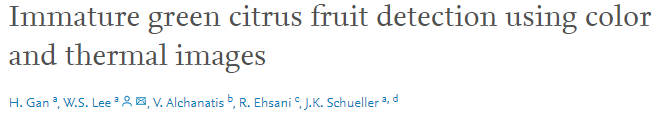 Immature green citrus fruit detection using color
and thermal images
H. Gan a, W.S. Lee a, V. Alchanatis b, R. Ehsani c, J.K. Schueller a, d